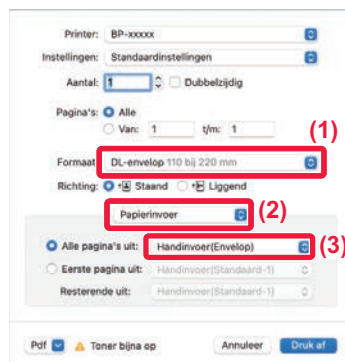 Printer: BP-xxxxx
Instellingen: Standaardinstellingen
Aantal: 1 Dubbelzijdig
Pagina's: Alle
Van: 1 t/m: 1
(1)
Formaat DL-envelop 110 bij 220 mm
Richting: Staand Liggend
Papierinvoer (2)
Alle pagina's uit: Handinvoer(Envelop) (3)
Eerste pagina uit: Handinvoer(Standaard-1)
Resterende uit: Handinvoer(Standaard-1)
Pdf Toner bijna op Annuleer Druk af